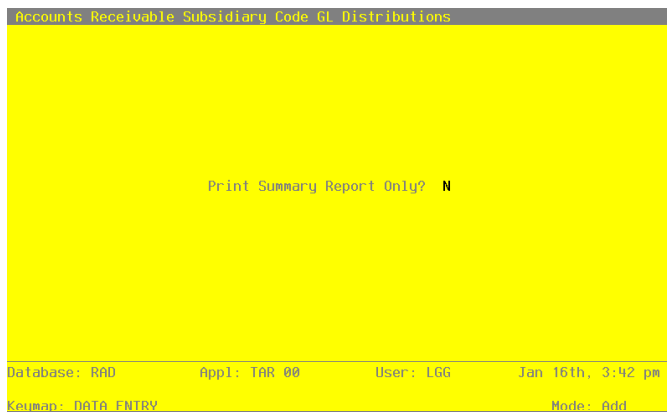 Accounts Receivable Subsidiary Code GL Distributions
Print Summary Report Only? N
Database: RAD Appl: TAR 00 User: LGG Jan 16th, 3:42 pm
Keymap: DATA ENTRY Mode: Add